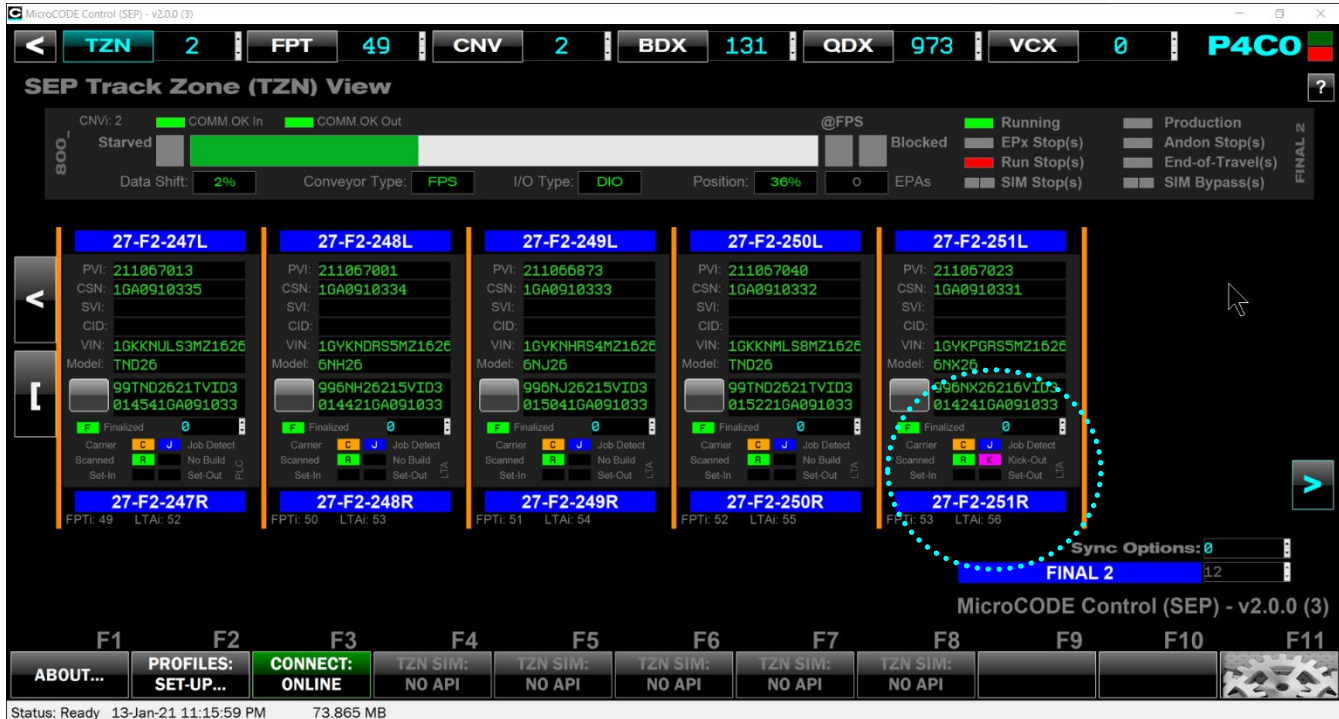 MicroCODE Control (SEP) - v2.0.0 (3)
< TZN 2 FPT 49 CNV 2 BDX 131 QDX 973 VCX 0 P4C0
SEP Track Zone (TZN) View ?
800_
CNVi: 2 COMM.OK In COMM.OK Out @FPS Running Production
Starved Blocked EPx Stop(s) Andon Stop(s)
Run Stop(s) End-of-Travel(s)
Data Shift: 2% Conveyor Type: FPS I/O Type: DIO Position: 36% 0 EPAs SIM Stop(s) SIM Bypass(s)
FINAL 2
27-F2-247L
PVI: 211067013
CSN: 1GA0910335
SVI:
CID:
VIN: 1GKKNULS3MZ1626
Model: TND26
99TND2621TVID3
014541GA091033
F Finalized 0
Carrier C J Job Detect
Scanned R No Build
Set-In Set-Out
PLC
27-F2-247R
FPTi: 49 LTAi: 52
27-F2-248L
PVI: 211067001
CSN: 1GA0910334
SVI:
CID:
VIN: 1GYKNDRS5MZ1626
Model: 6NH26
996NH26215VID3
014421GA091033
F Finalized 0
Carrier C J Job Detect
Scanned R No Build
Set-In Set-Out
LTA
27-F2-248R
FPTi: 50 LTAi: 53
27-F2-249L
PVI: 211066873
CSN: 1GA0910333
SVI:
CID:
VIN: 1GYKNHRS4MZ1626
Model: 6NJ26
996NJ26215VID3
015041GA091033
F Finalized 0
Carrier C J Job Detect
Scanned R No Build
Set-In Set-Out
LTA
27-F2-249R
FPTi: 51 LTAi: 54
27-F2-250L
PVI: 211067040
CSN: 1GA0910332
SVI:
CID:
VIN: 1GKKNMLS8MZ1626
Model: TND26
99TND2621TVID3
015221GA091033
F Finalized 0
Carrier C J Job Detect
Scanned R No Build
Set-In Set-Out
LTA
27-F2-250R
FPTi: 52 LTAi: 55
27-F2-251L
PVI: 211067023
CSN: 1GA0910331
SVI:
CID:
VIN: 1GYKPGRS5MZ1626
Model: 6NX26
996NX26216VID3
014241GA091033
F Finalized 0
Carrier C J Job Detect
Scanned R K Kick-Out
Set-In Set-Out
LTA
27-F2-251R
FPTi: 53 LTAi: 56
<
[
>
Sync Options: 0
FINAL 2 12
MicroCODE Control (SEP) - v2.0.0 (3)
F1 F2 F3 F4 F5 F6 F7 F8 F9 F10 F11
ABOUT... PROFILES: CONNECT: TZN SIM: TZN SIM: TZN SIM: TZN SIM: TZN SIM:
SET-UP... ONLINE NO API NO API NO API NO API NO API
Status: Ready 13-Jan-21 11:15:59 PM 73.865 MB